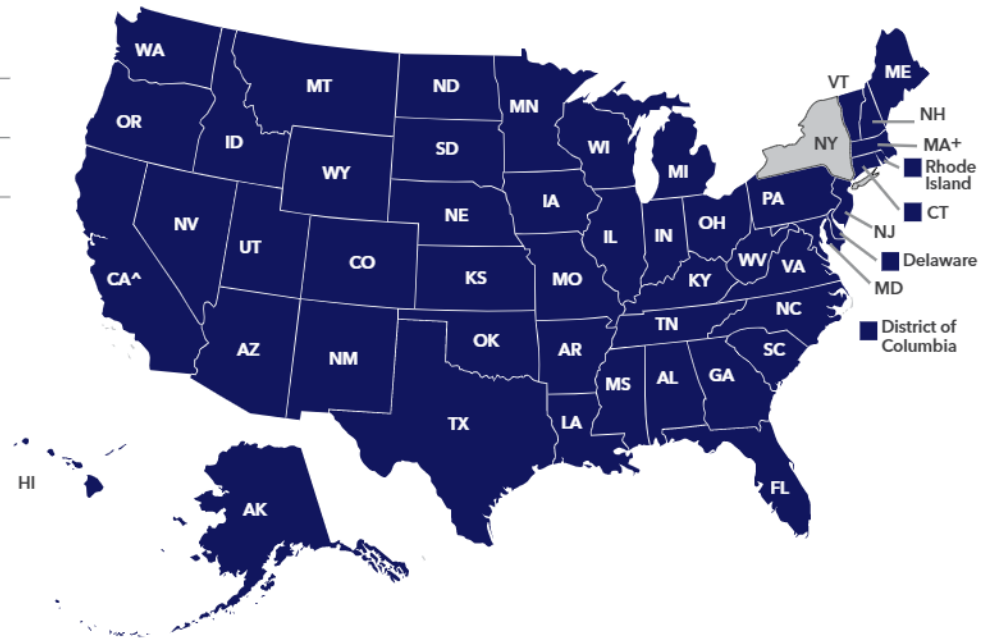 WA
MT
ND
MN
VT
ME
OR
ID
SD
WI
NH
NY
MA+
WY
MI
Rhode
Island
PA
IA
NE
CT
NV
UT
CO
IL
IN
OH
NJ
WV
VA
Delaware
CA^
KS
MO
KY
MD
NC
TN
District of
Columbia
AZ
NM
OK
AR
SC
MS
AL
GA
TX
LA
HI
AK
FL